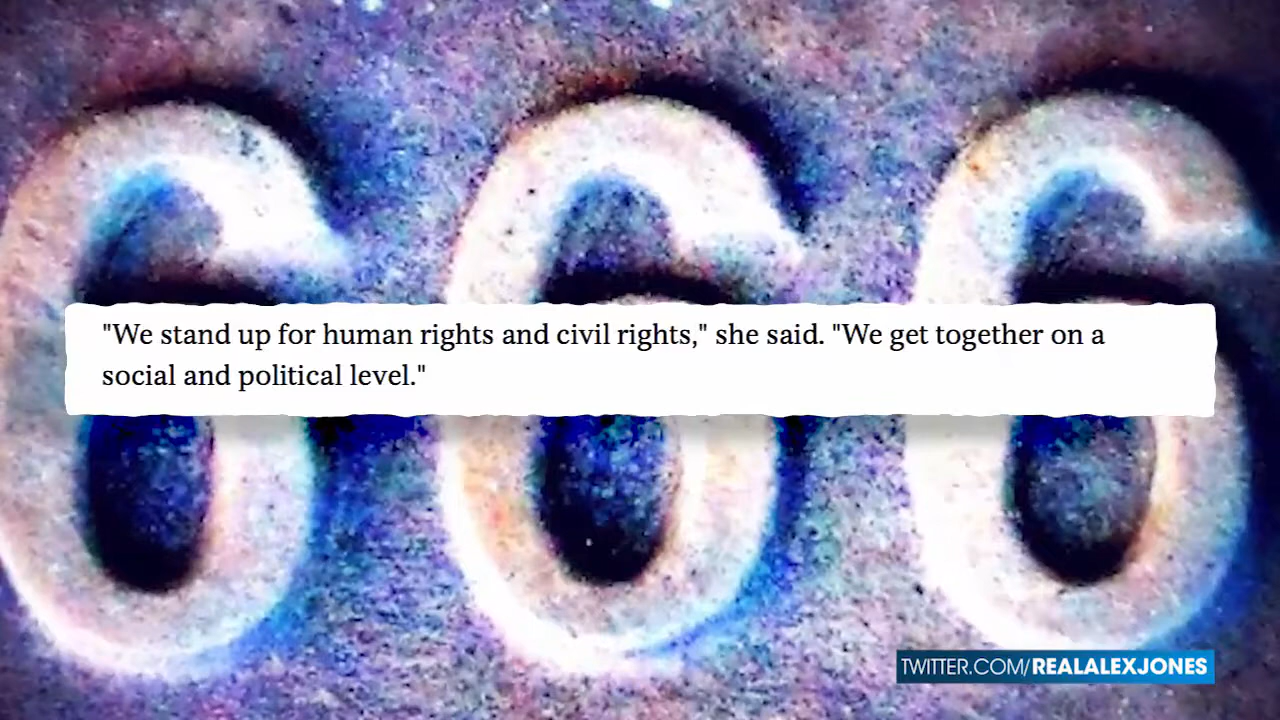 666
"We stand up for human rights and civil rights," she said. "We get together on a
social and political level."
TWITTER.COM/REALALEXJONES